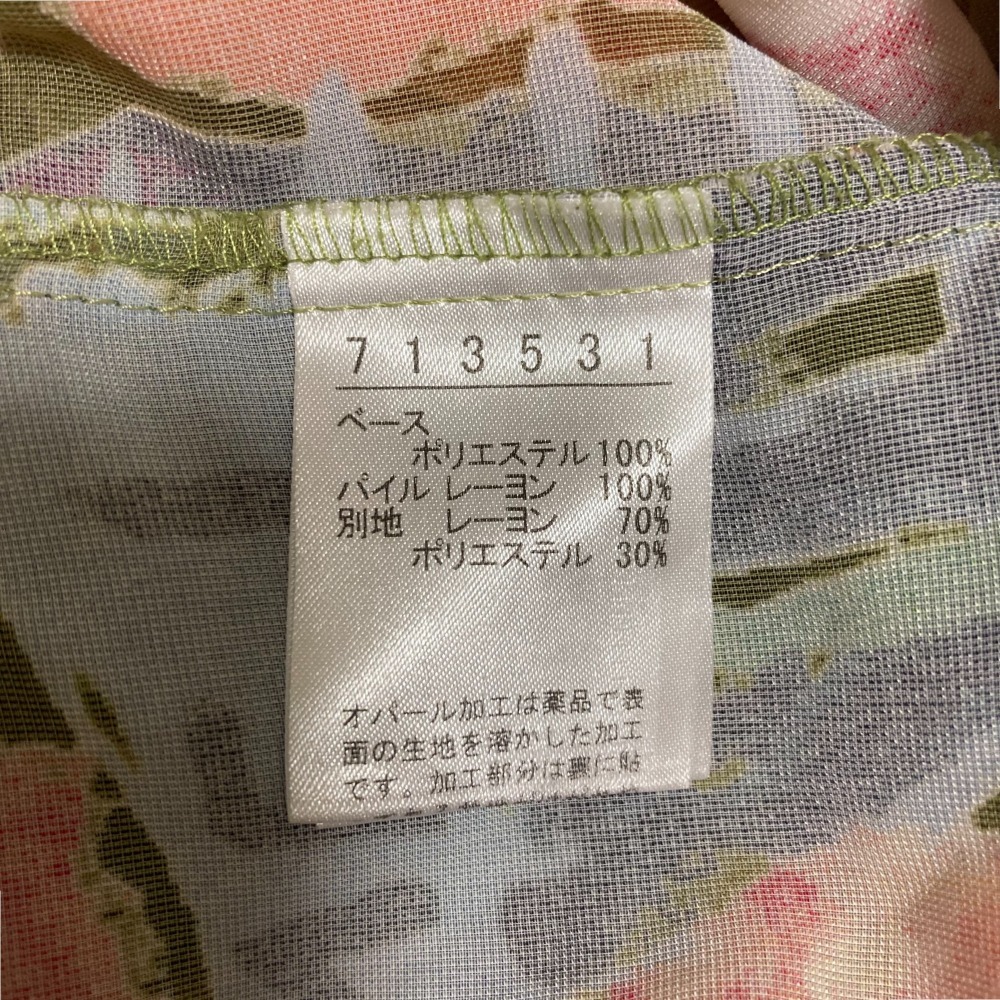 713531
ベース
ポリエステル100%
パイル レーヨン 100%
別地 レーヨン 70%
ポリエステル 30%
オパール加工は薬品で表
面の生地を溶かした加工
です。加工部分は裏に貼